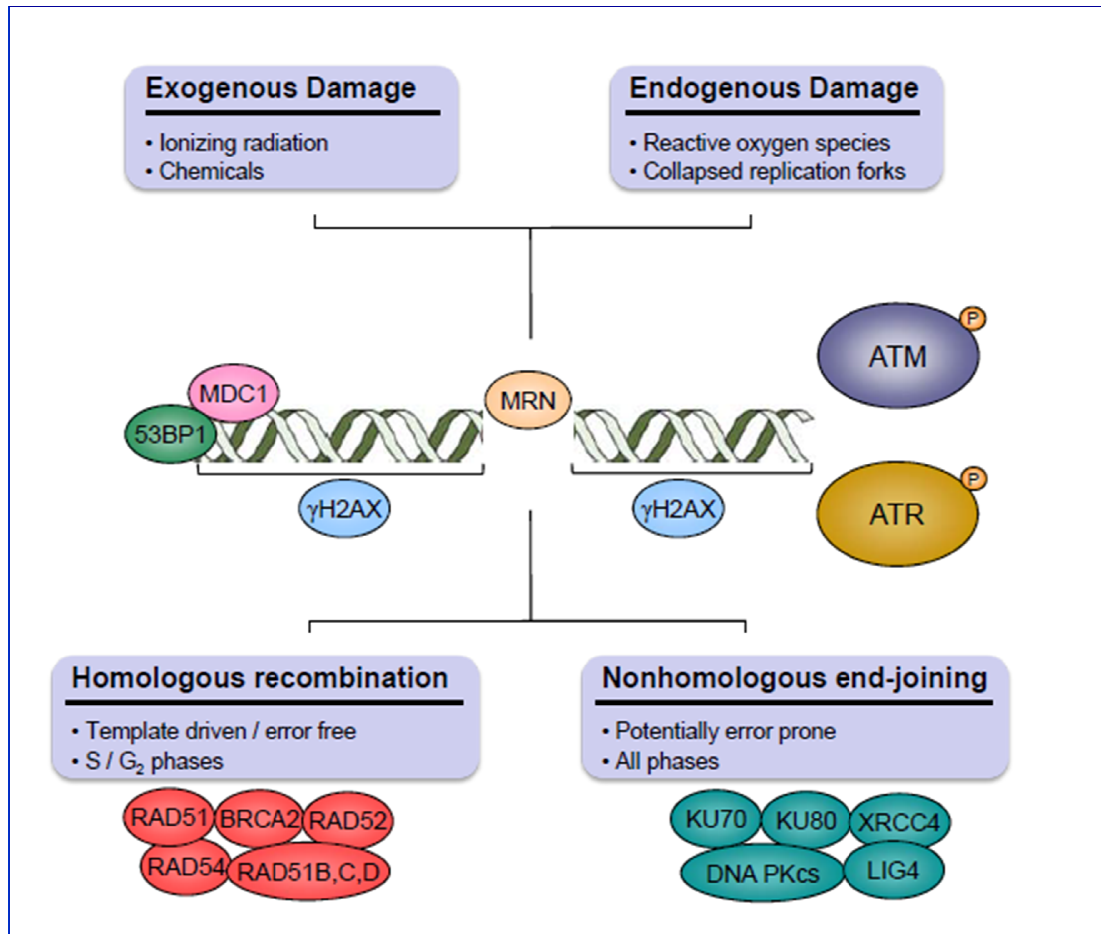 Exogenous Damage
• Ionizing radiation
• Chemicals
Endogenous Damage
• Reactive oxygen species
• Collapsed replication forks
MDC1
53BP1
MRN
γH2AX
γH2AX
ATM
P
ATR
P
Homologous recombination
• Template driven / error free
• S / G₂ phases
RAD51
BRCA2
RAD52
RAD54
RAD51B,C,D
Nonhomologous end-joining
• Potentially error prone
• All phases
KU70
KU80
XRCC4
DNA PKcs
LIG4